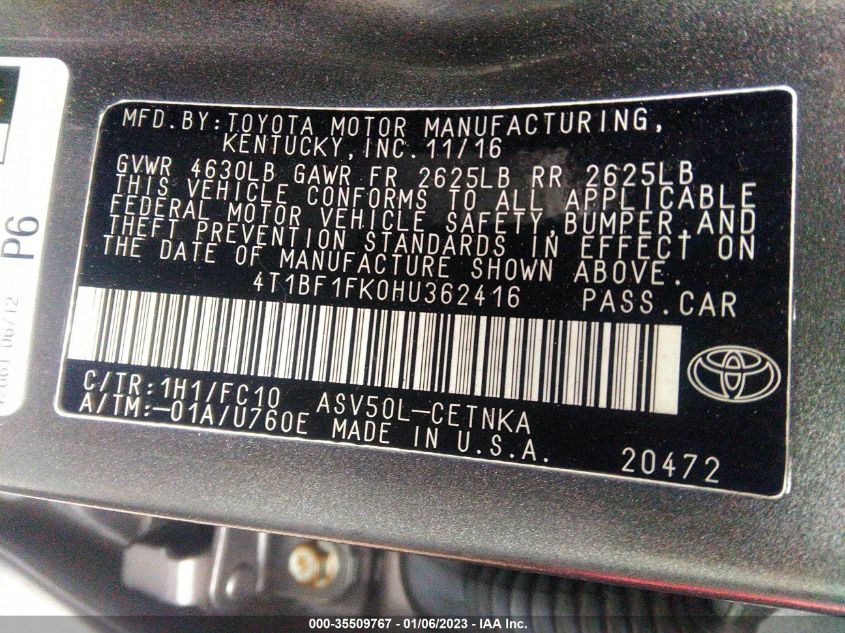 MFD.BY:TOYOTA MOTOR MANUFACTURING,
KENTUCKY,INC.11/16
GVWR 4630LB GAWR FR 2625LB RR 2625LB
THIS VEHICLE CONFORMS TO ALL APPLICABLE
FEDERAL MOTOR VEHICLE SAFETY,BUMPER,AND
THEFT PREVENTION STANDARDS IN EFFECT ON
THE DATE OF MANUFACTURE SHOWN ABOVE.
4T1BF1FK0HU362416 PASS.CAR
C/TR:1H1/FC10 ASV50L-CETNKA
A/TM:-01A/U760E MADE IN U.S.A.
20472
P6
06/12
000-35509767 - 01/06/2023 - IAA Inc.